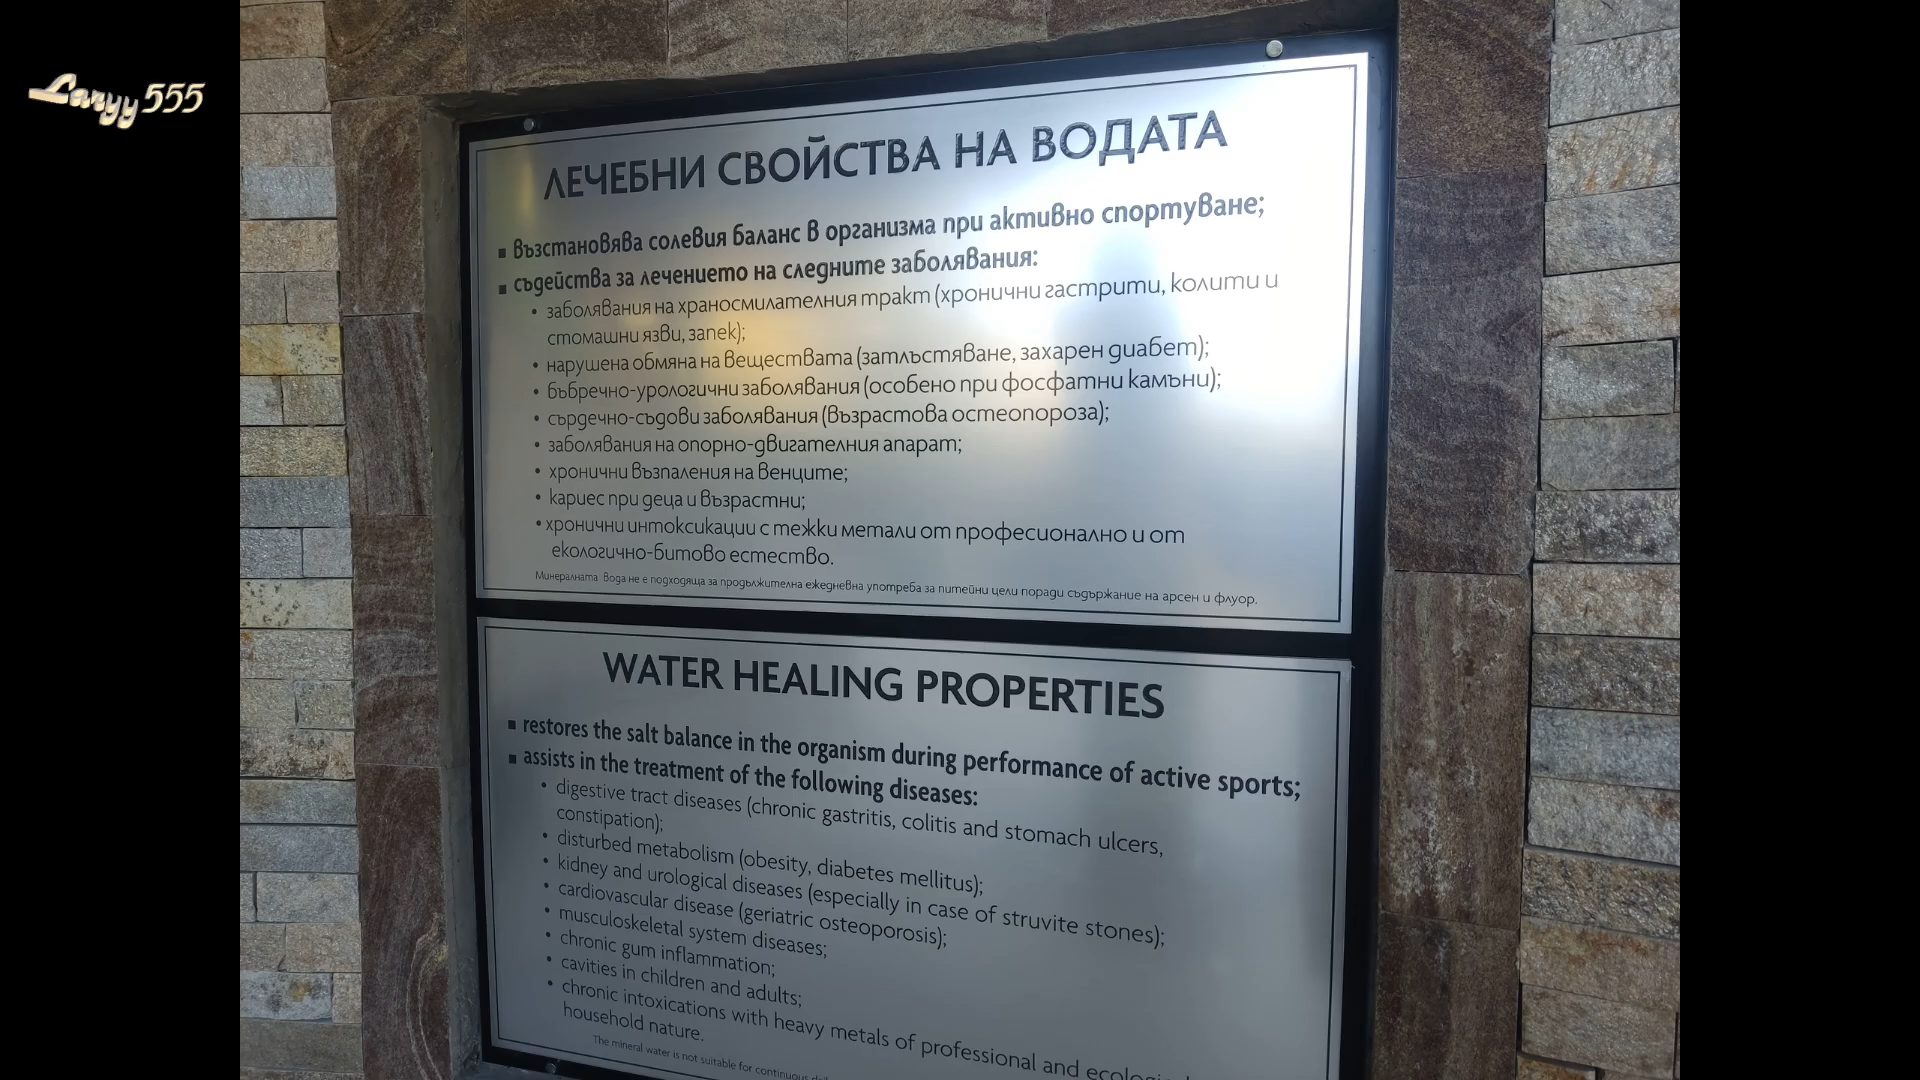 Laryy555
ЛЕЧЕБНИ СВОЙСТВА НА ВОДАТА
▪ възстановява солевия баланс в организма при активно спортуване;
▪ съдейства за лечението на следните заболявания:
• заболявания на храносмилателния тракт (хронични гастрити, колити и
стомашни язви, запек);
• нарушена обмяна на веществата (затлъстяване, захарен диабет);
• бъбречно-урологични заболявания (особено при фосфатни камъни);
• сърдечно-съдови заболявания (възрастова остеопороза);
• заболявания на опорно-двигателния апарат;
• хронични възпаления на венците;
• кариес при деца и възрастни;
• хронични интоксикации с тежки метали от професионално и от
екологично-битово естество.
Минералната вода не е подходяща за продължителна ежедневна употреба за питейни цели поради съдържание на арсен и флуор.
WATER HEALING PROPERTIES
▪ restores the salt balance in the organism during performance of active sports;
▪ assists in the treatment of the following diseases:
• digestive tract diseases (chronic gastritis, colitis and stomach ulcers,
constipation);
• disturbed metabolism (obesity, diabetes mellitus);
• kidney and urological diseases (especially in case of struvite stones);
• cardiovascular disease (geriatric osteoporosis);
• musculoskeletal system diseases;
• chronic gum inflammation;
• cavities in children and adults;
• chronic intoxications with heavy metals of professional and
household nature.
The mineral water is not suitable for continuous